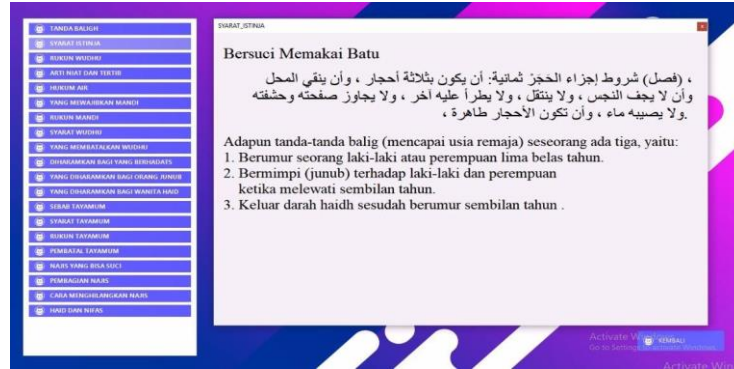 TANDA BALIGH
SYARAT ISTINJA
RUKUN WUDHU
ARTI NIAT DAN TERTIB
HUKUM AIR
YANG MEWAJIBKAN MANDI
RUKUN MANDI
SYARAT WUDHU
YANG MEMBATALKAN WUDHU
DIHARAMKAN BAGI YANG BERHADATS
YANG DIHARAMKAN BAGI ORANG JUNUB
YANG DIHARAMKAN BAGI WANITA HAID
SEBAB TAYAMUM
SYARAT TAYAMUM
RUKUN TAYAMUM
PEMBATAL TAYAMUM
NAJIS YANG BISA SUCI
PEMBAGIAN NAJIS
CARA MENGHILANGKAN NAJIS
HAID DAN NIFAS
SYARAT_ISTINJA
Bersuci Memakai Batu
، (فصل) شروط إجزاء الحَجَر ثمانية: أن يكون بثلاثة أحجار ، وأن ينقي المحل
وأن لا يجف النجس ، ولا ينتقل ، ولا يطرأ عليه آخر ، ولا يجاوز صفحته وحشفته
.ولا يصيبه ماء ، وأن تكون الأحجار طاهرة ،
Adapun tanda-tanda balig (mencapai usia remaja) seseorang ada tiga, yaitu:
1. Berumur seorang laki-laki atau perempuan lima belas tahun.
2. Bermimpi (junub) terhadap laki-laki dan perempuan
ketika melewati sembilan tahun.
3. Keluar darah haidh sesudah berumur sembilan tahun .
KEMBALI
Activate Windows
Go to Settings to activate Windows.
Activate Win